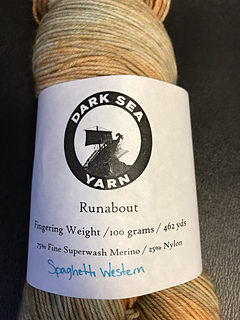 DARK SEA
YARN
Runabout
Fingering Weight /100 grams / 462 yds
75% Fine Superwash Merino / 25% Nylon
Spaghetti Western